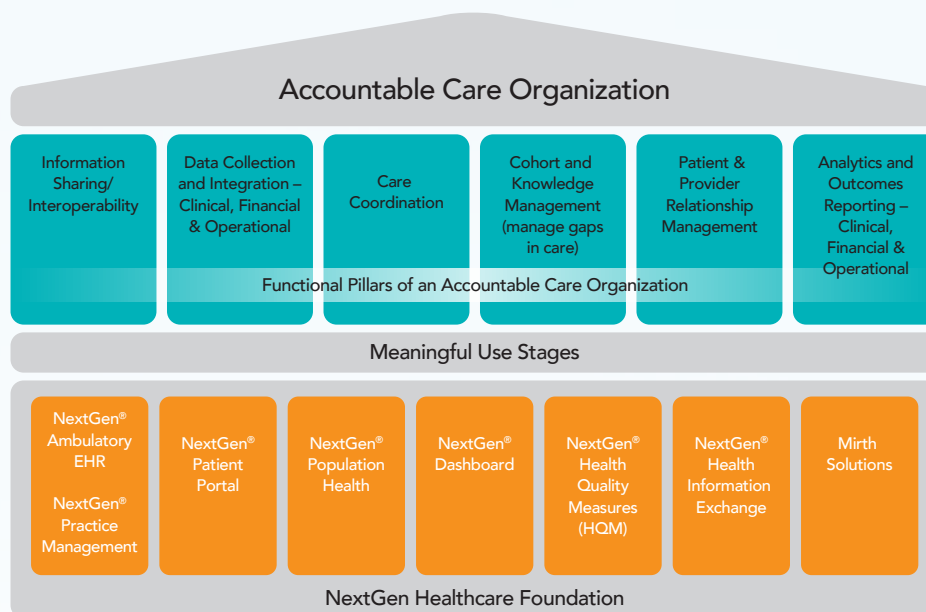 Accountable Care Organization
Information
Sharing/
Interoperability
Data Collection
and Integration –
Clinical, Financial
& Operational
Care
Coordination
Cohort and
Knowledge
Management
(manage gaps
in care)
Patient &
Provider
Relationship
Management
Analytics and
Outcomes
Reporting –
Clinical,
Financial &
Operational
Functional Pillars of an Accountable Care Organization
Meaningful Use Stages
NextGen®
Ambulatory
EHR
NextGen®
Practice
Management
NextGen®
Patient
Portal
NextGen®
Population
Health
NextGen®
Dashboard
NextGen®
Health
Quality
Measures
(HQM)
NextGen®
Health
Information
Exchange
Mirth
Solutions
NextGen Healthcare Foundation